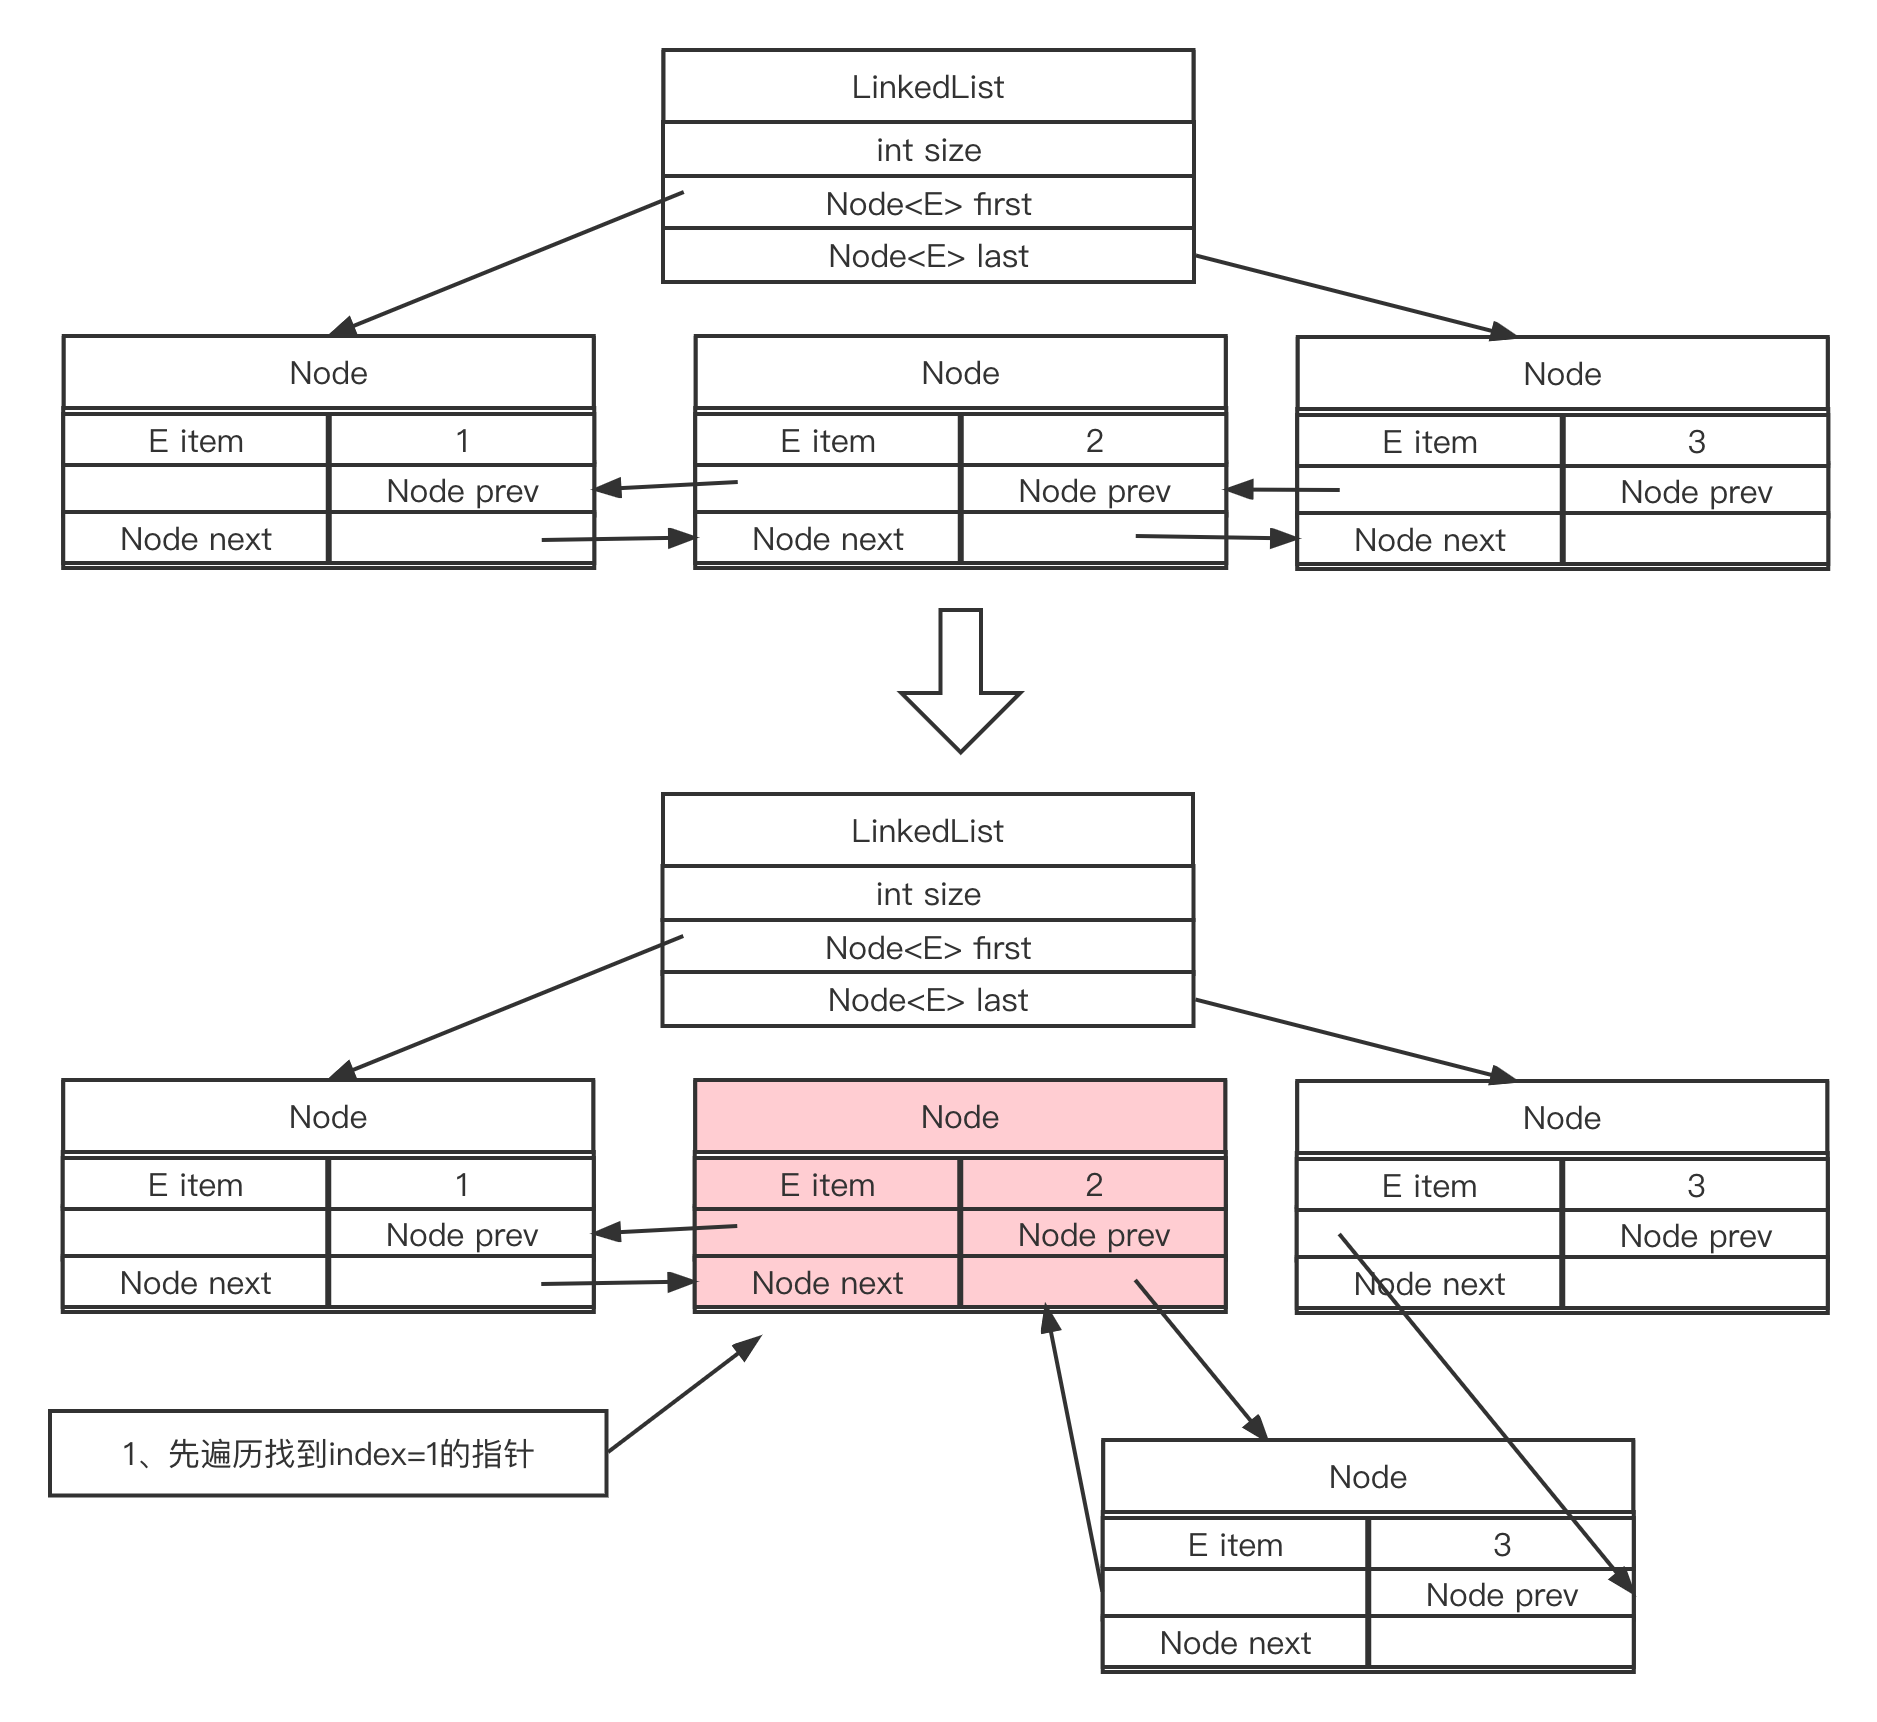 LinkedList
int size
Node<E> first
Node<E> last
Node
E item 1
Node prev
Node next
Node
E item 2
Node prev
Node next
Node
E item 3
Node prev
Node next
LinkedList
int size
Node<E> first
Node<E> last
Node
E item 1
Node prev
Node next
Node
E item 2
Node prev
Node next
Node
E item 3
Node prev
Node next
1、先遍历找到index=1的指针
Node
E item 3
Node prev
Node next